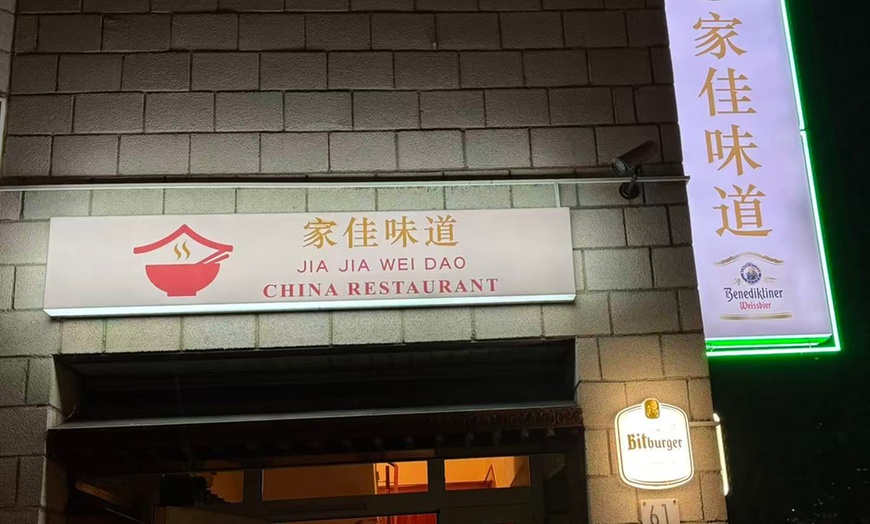 家佳味道
JIA JIA WEI DAO
CHINA RESTAURANT
家佳味道
Benediktiner
Weissbier
Bitburger
61